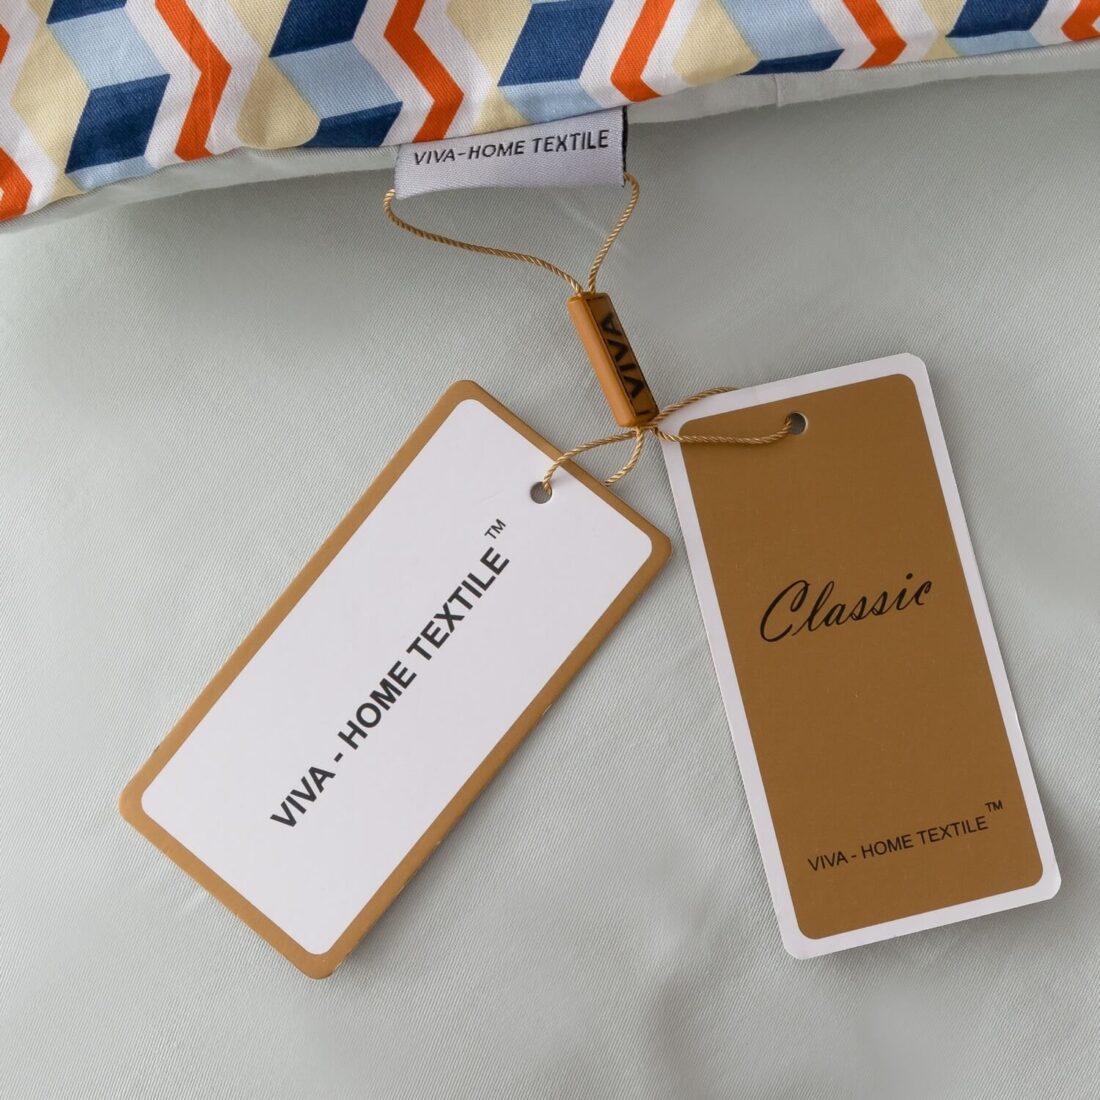 VIVA-HOME TEXTILE
VIVA
VIVA - HOME TEXTILE™
Classic
VIVA - HOME TEXTILE™